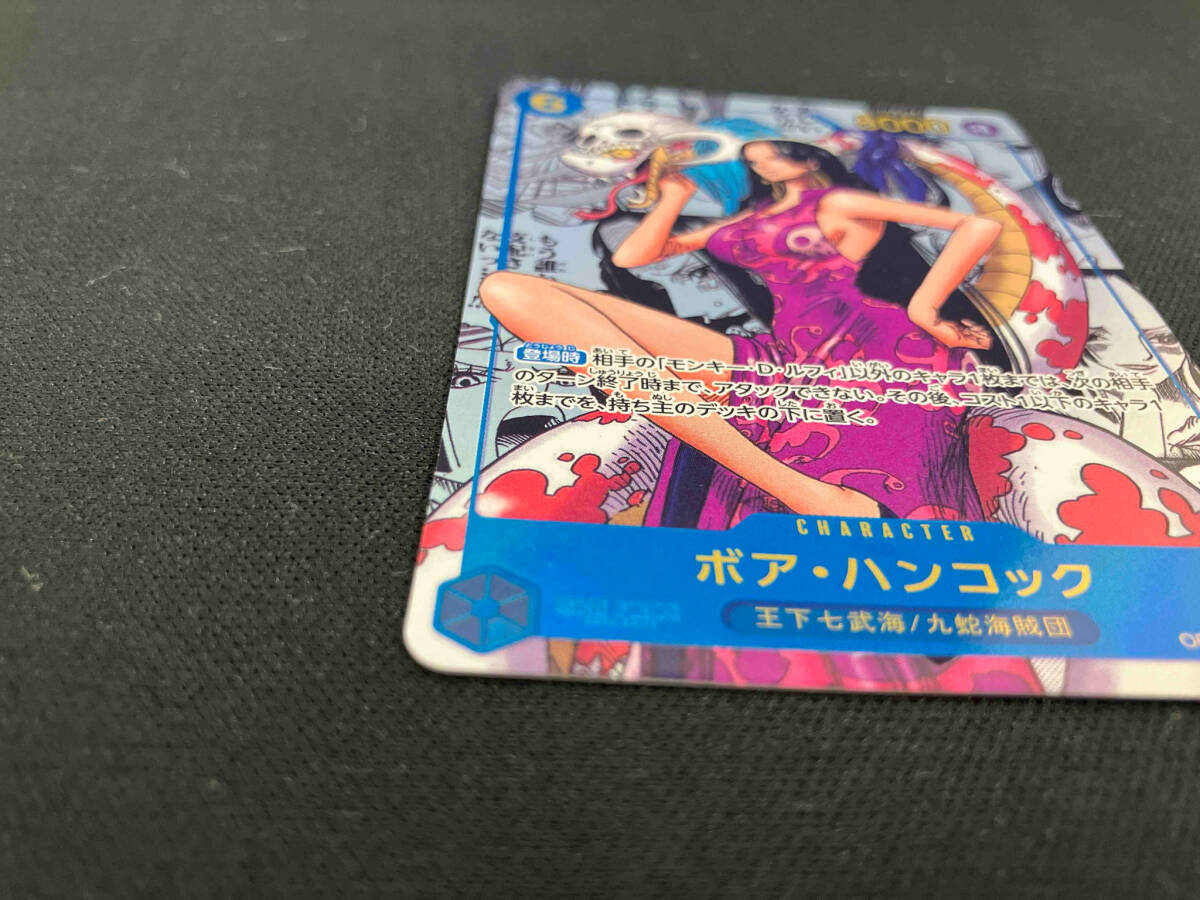 6
8000
登場時 相手の「モンキー・D・ルフィ」以外のキャラ1枚までは、次の相手
のターン終了時まで、アタックできない。その後、コスト1以下のキャラ1
枚までを、持ち主のデッキの下に置く。
CHARACTER
ボア・ハンコック
王下七武海/九蛇海賊団